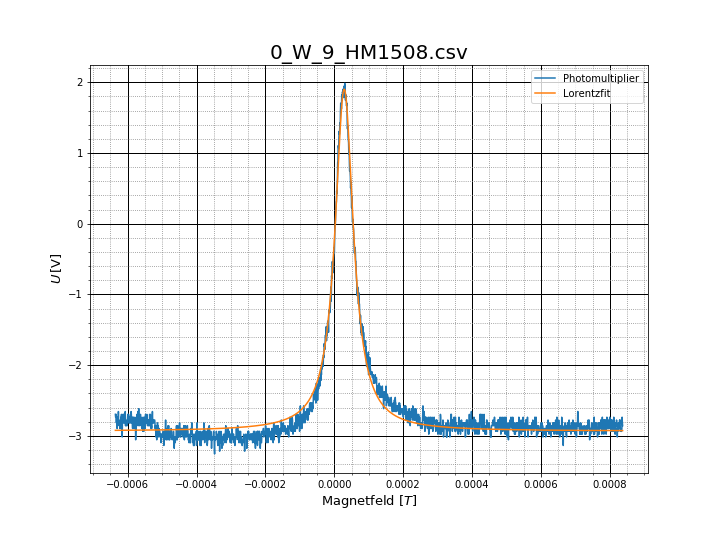 0_W_9_HM1508.csv
Photomultiplier
Lorentzfit
2
1
0
−1
−2
−3
U[V]
−0.0006 −0.0004 −0.0002 0.0000 0.0002 0.0004 0.0006 0.0008
Magnetfeld [T]